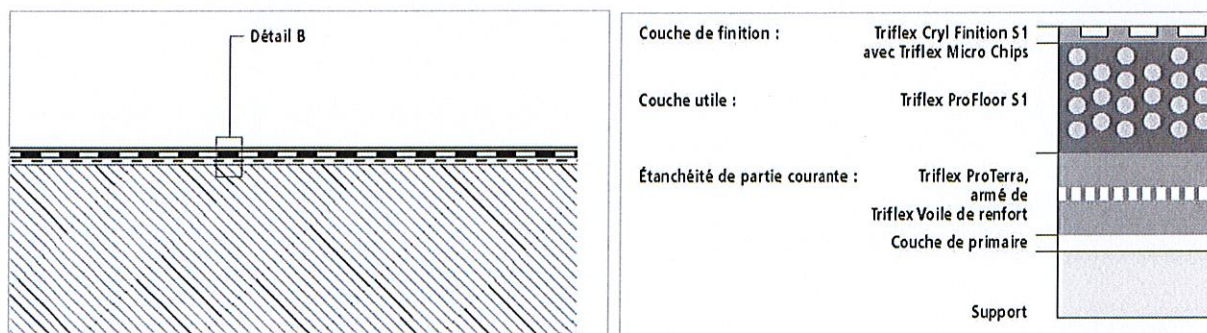 Détail B
Couche de finition : Triflex Cryl Finition S1
avec Triflex Micro Chips
Couche utile : Triflex ProFloor S1
Étanchéité de partie courante : Triflex ProTerra,
armé de
Triflex Voile de renfort
Couche de primaire
Support